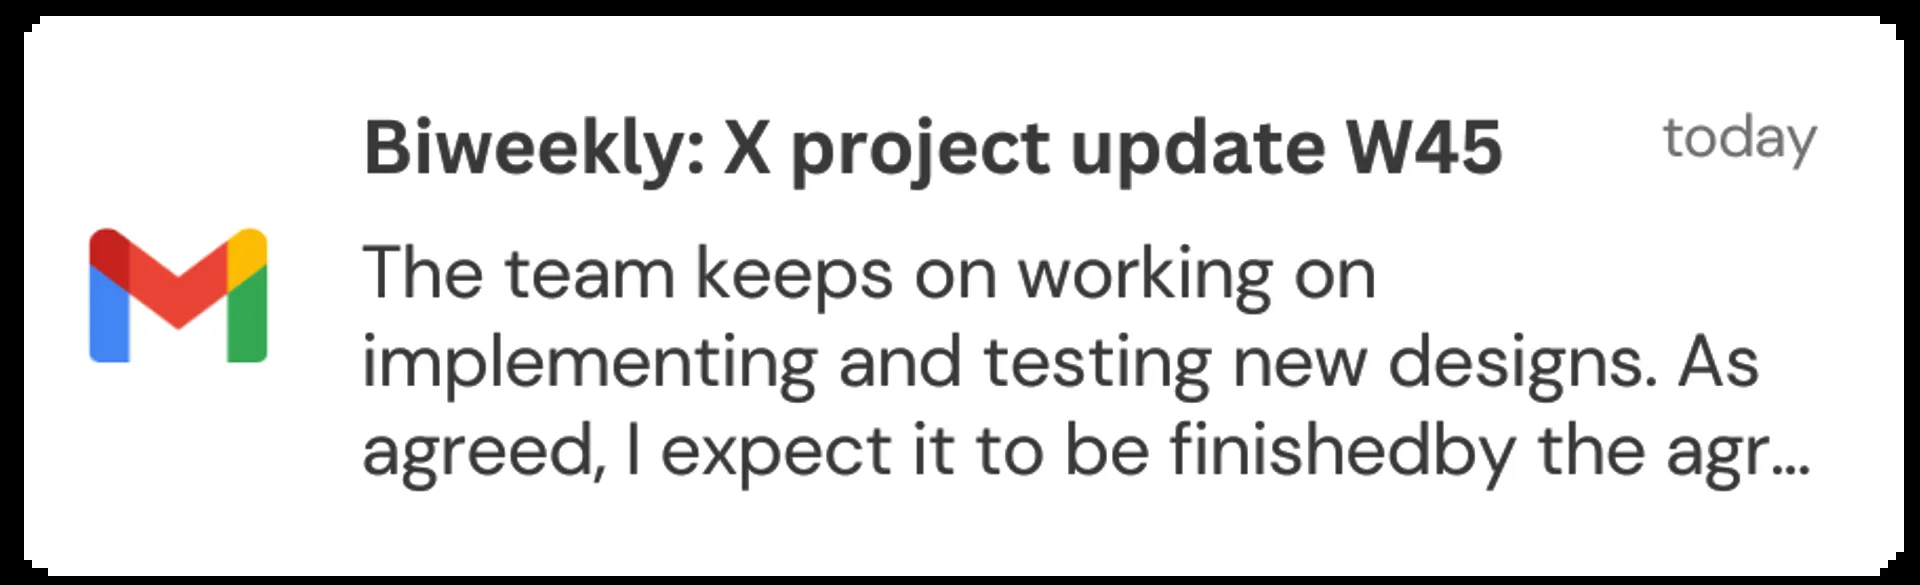 Biweekly: X project update W45
today
The team keeps on working on
implementing and testing new designs. As
agreed, I expect it to be finishedby the agr...